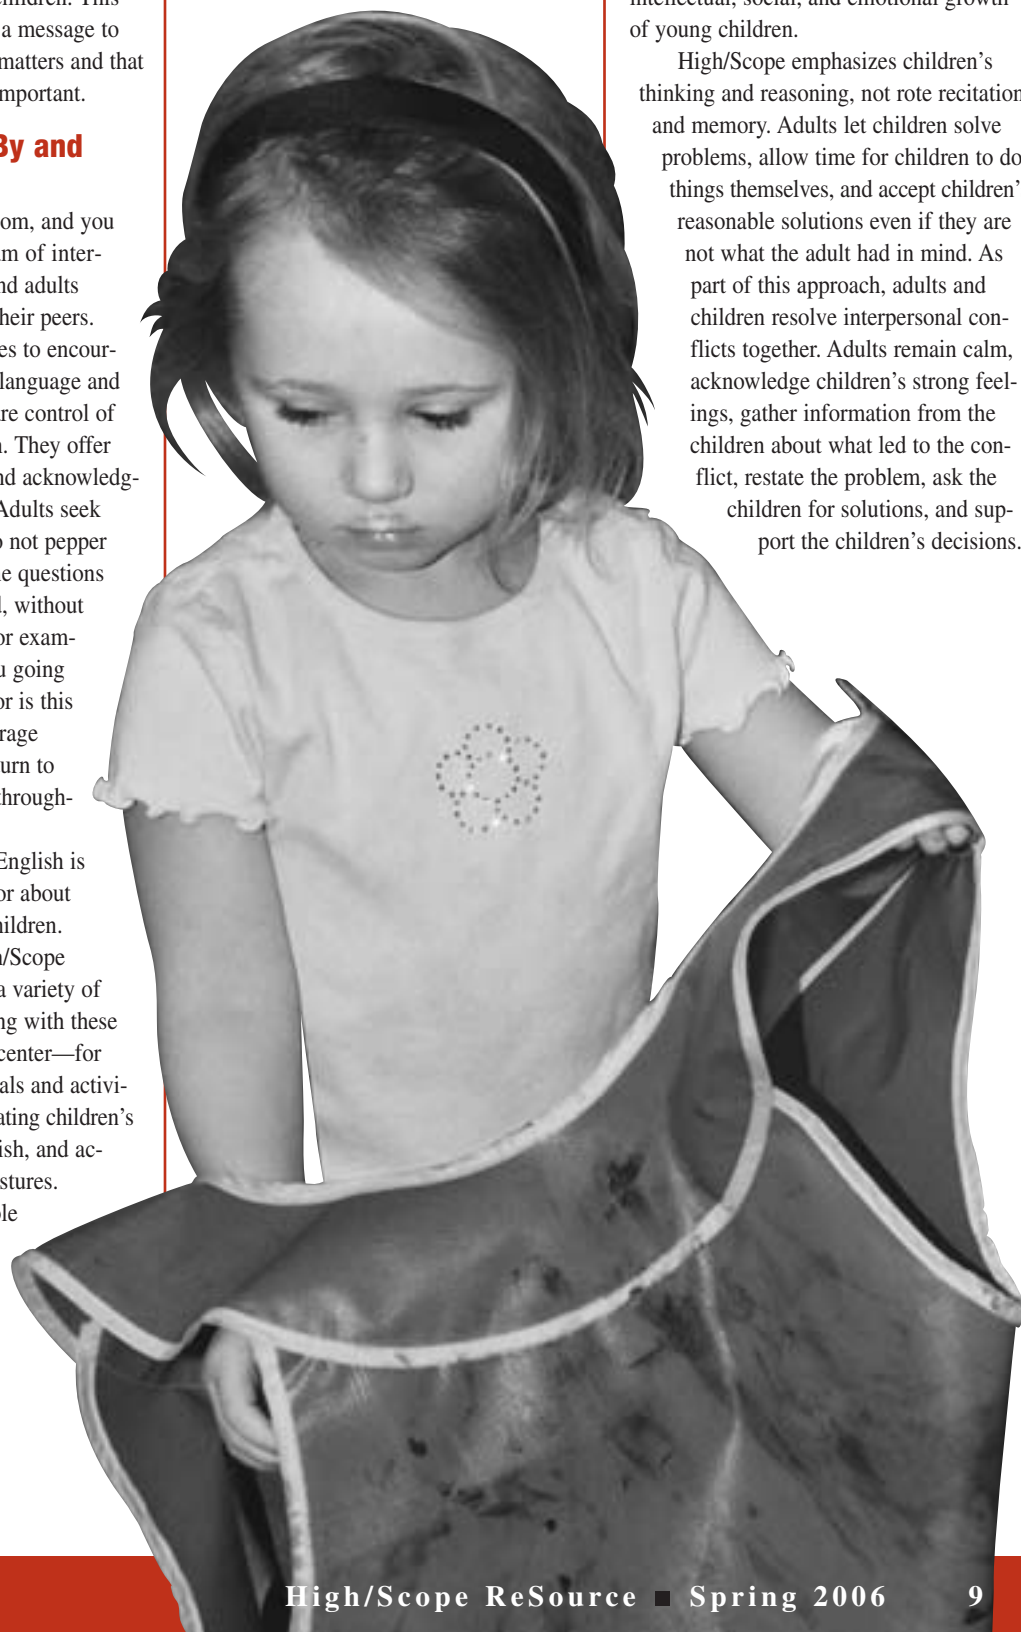 children. This
a message to
matters and that
mportant.
By and
om, and you
m of inter-
nd adults
heir peers.
es to encour-
language and
re control of
n. They offer
nd acknowledg-
Adults seek
o not pepper
e questions
d, without
or exam-
u going
or is this
rage
urn to
through-
English is
or about
hildren.
h/Scope
a variety of
ng with these
center—for
als and activi-
ating children's
ish, and ac-
stures.
le
intellectual, social, and emotional growth
of young children.
High/Scope emphasizes children's
thinking and reasoning, not rote recitation
and memory. Adults let children solve
problems, allow time for children to do
things themselves, and accept children'
reasonable solutions even if they are
not what the adult had in mind. As
part of this approach, adults and
children resolve interpersonal con-
flicts together. Adults remain calm,
acknowledge children's strong feel-
ings, gather information from the
children about what led to the con-
flict, restate the problem, ask the
children for solutions, and sup-
port the children's decisions.
High/Scope ReSource ■ Spring 2006 9